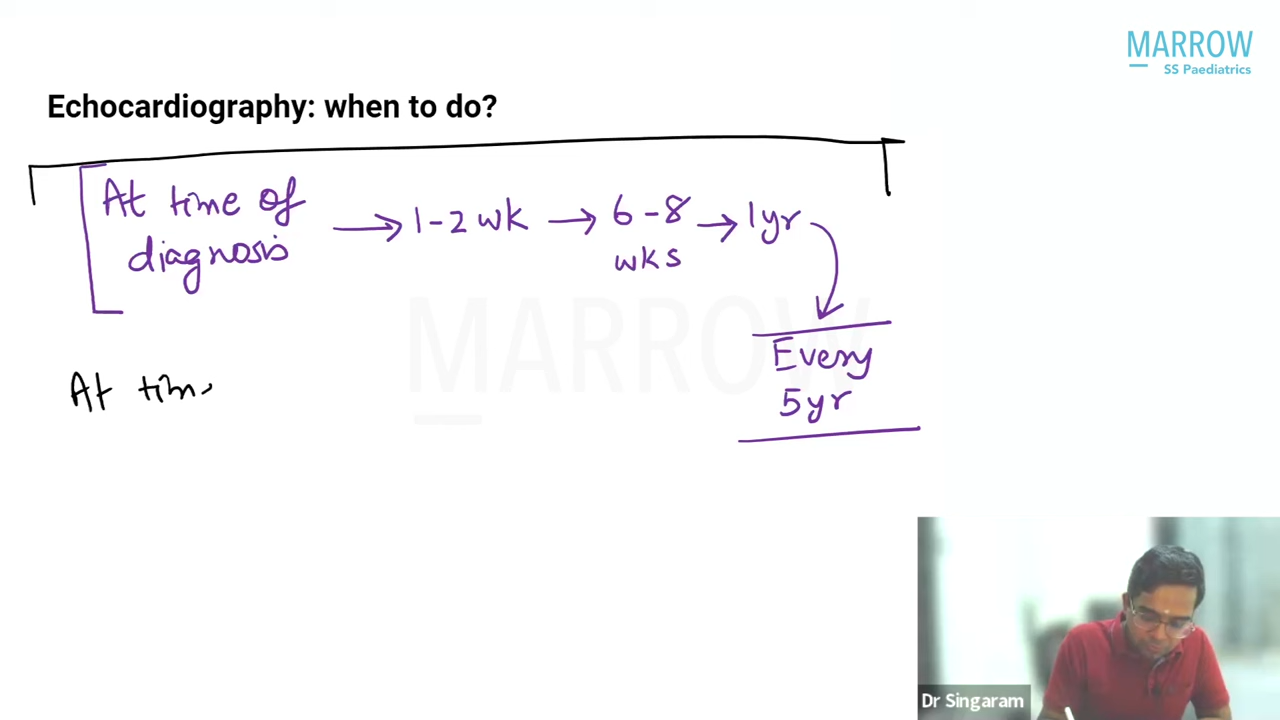 MARROW
SS Paediatrics
Echocardiography: when to do?
At time of diagnosis → 1-2 wk → 6-8 wks → 1yr
Every
5yr
MARROW
At tim
Dr Singaram